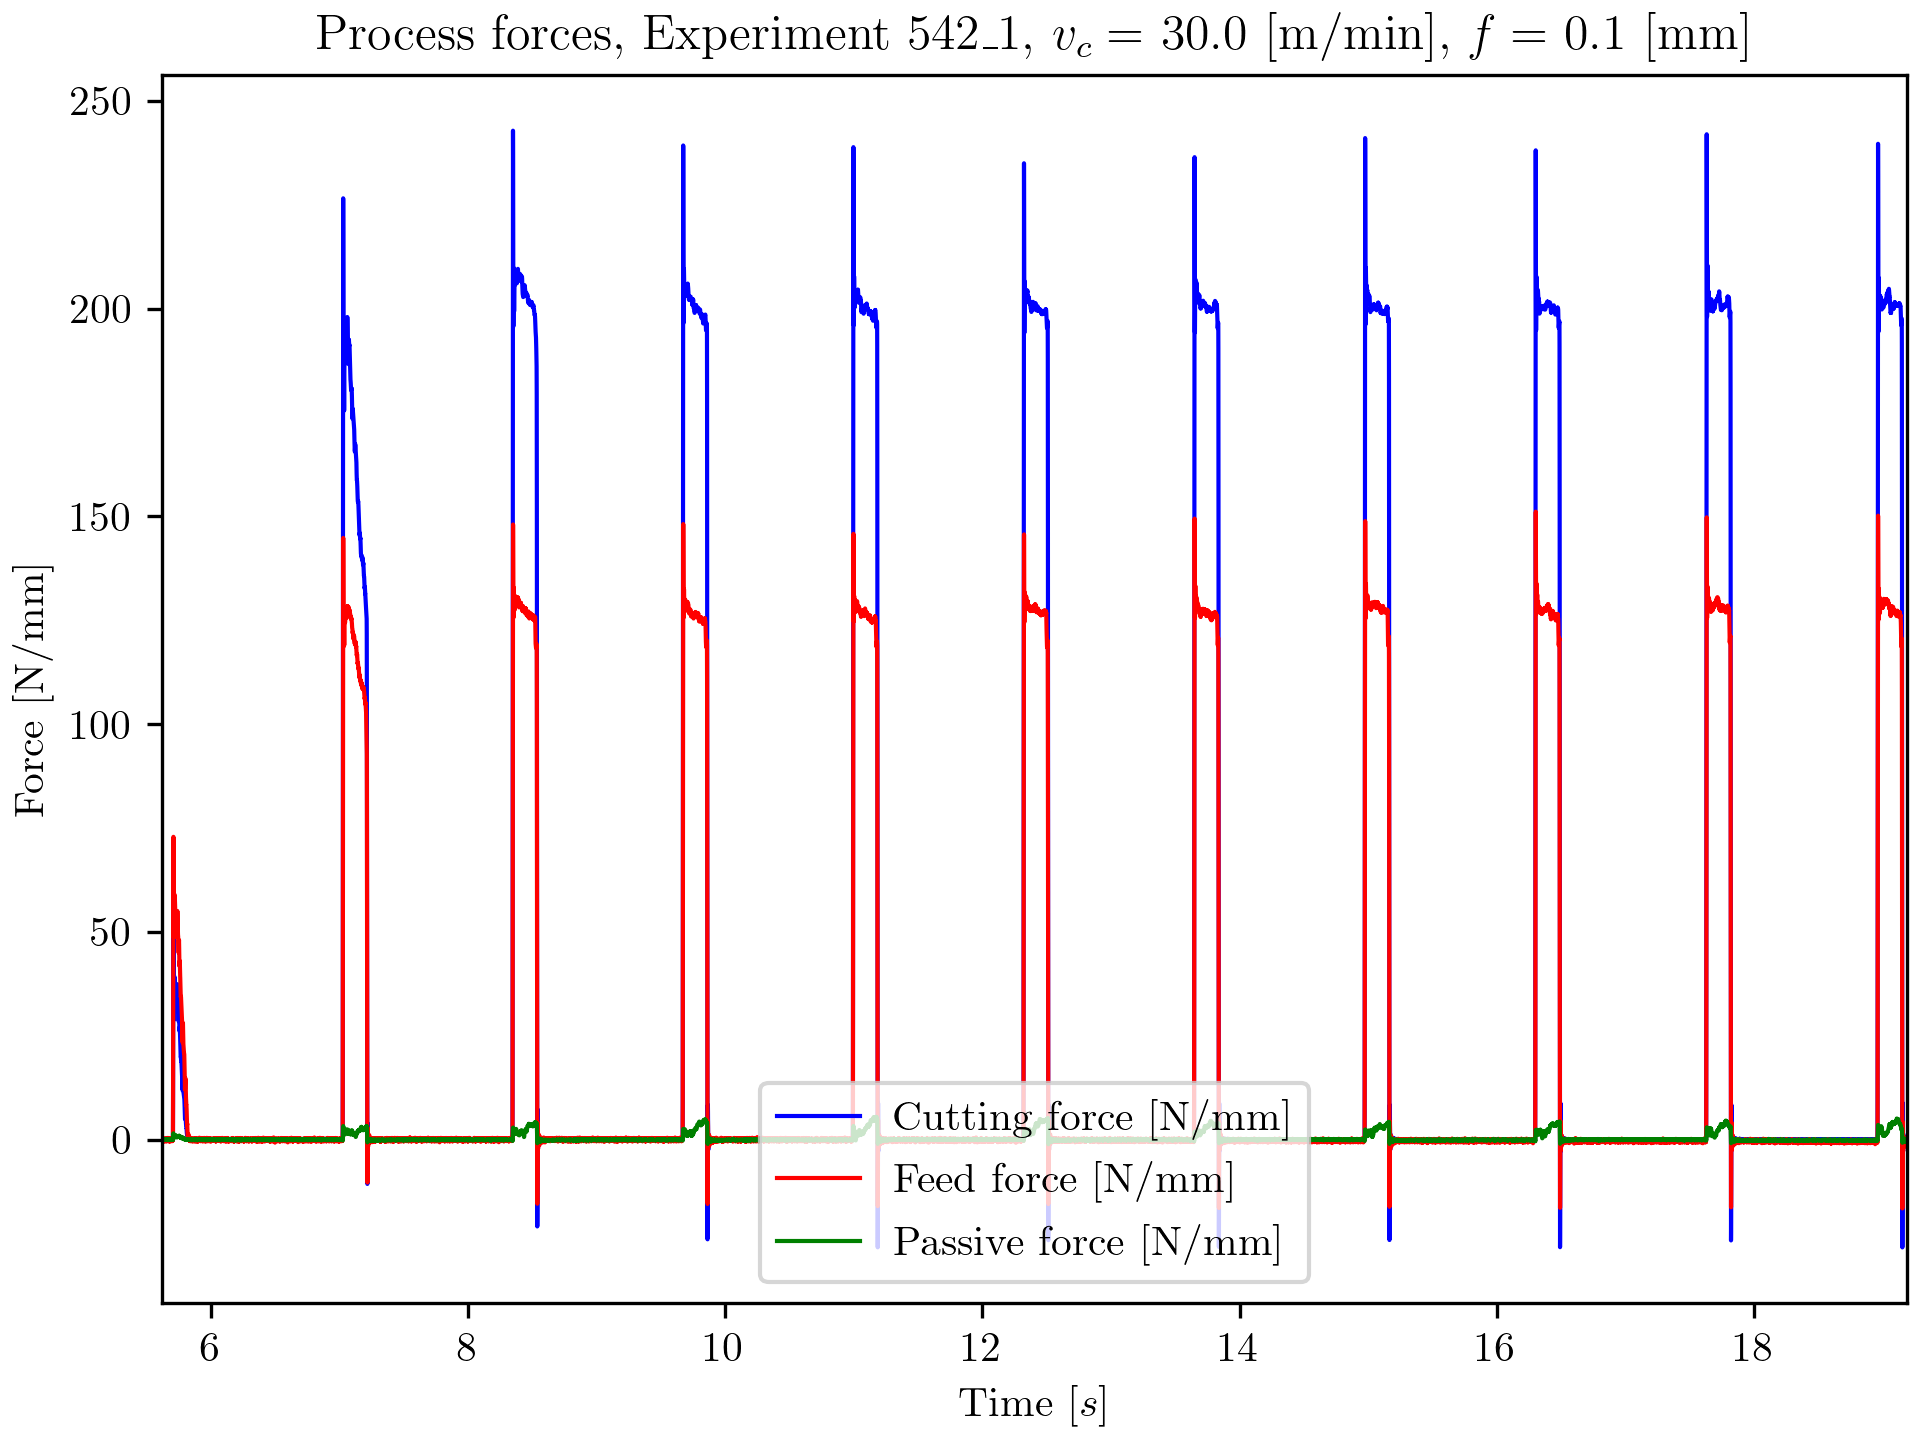 Process forces, Experiment 542_1, v_c = 30.0 [m/min], f = 0.1 [mm]
Force [N/mm]
250
200
150
100
50
0
Cutting force [N/mm]
Feed force [N/mm]
Passive force [N/mm]
6 8 10 12 14 16 18
Time [s]